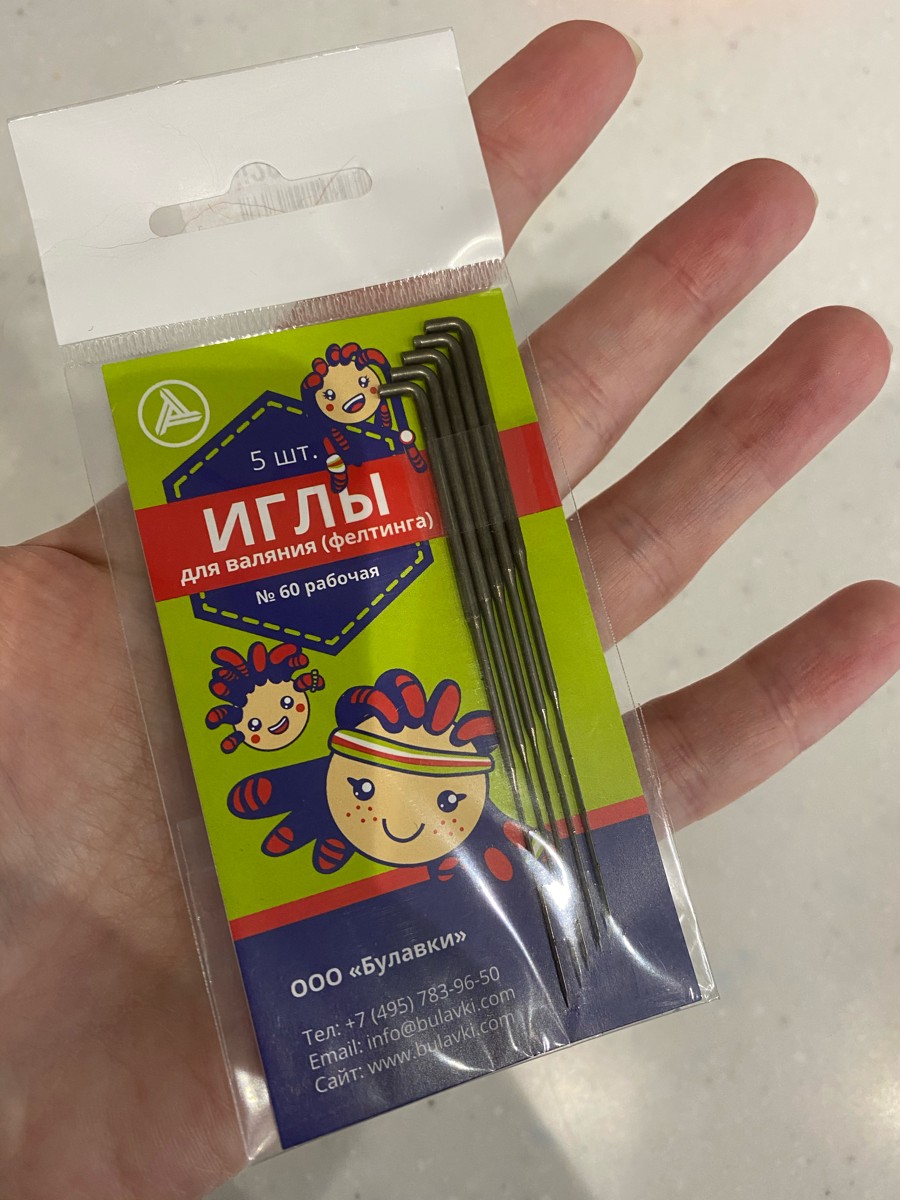 5 шт.
ИГЛЫ
для валяния (фелтинга)
№ 60 рабочая
ООО «Булавки»
Тел: +7 (495) 783-96-50
Email: info@bulavki.com
Сайт: www.bulavki.com